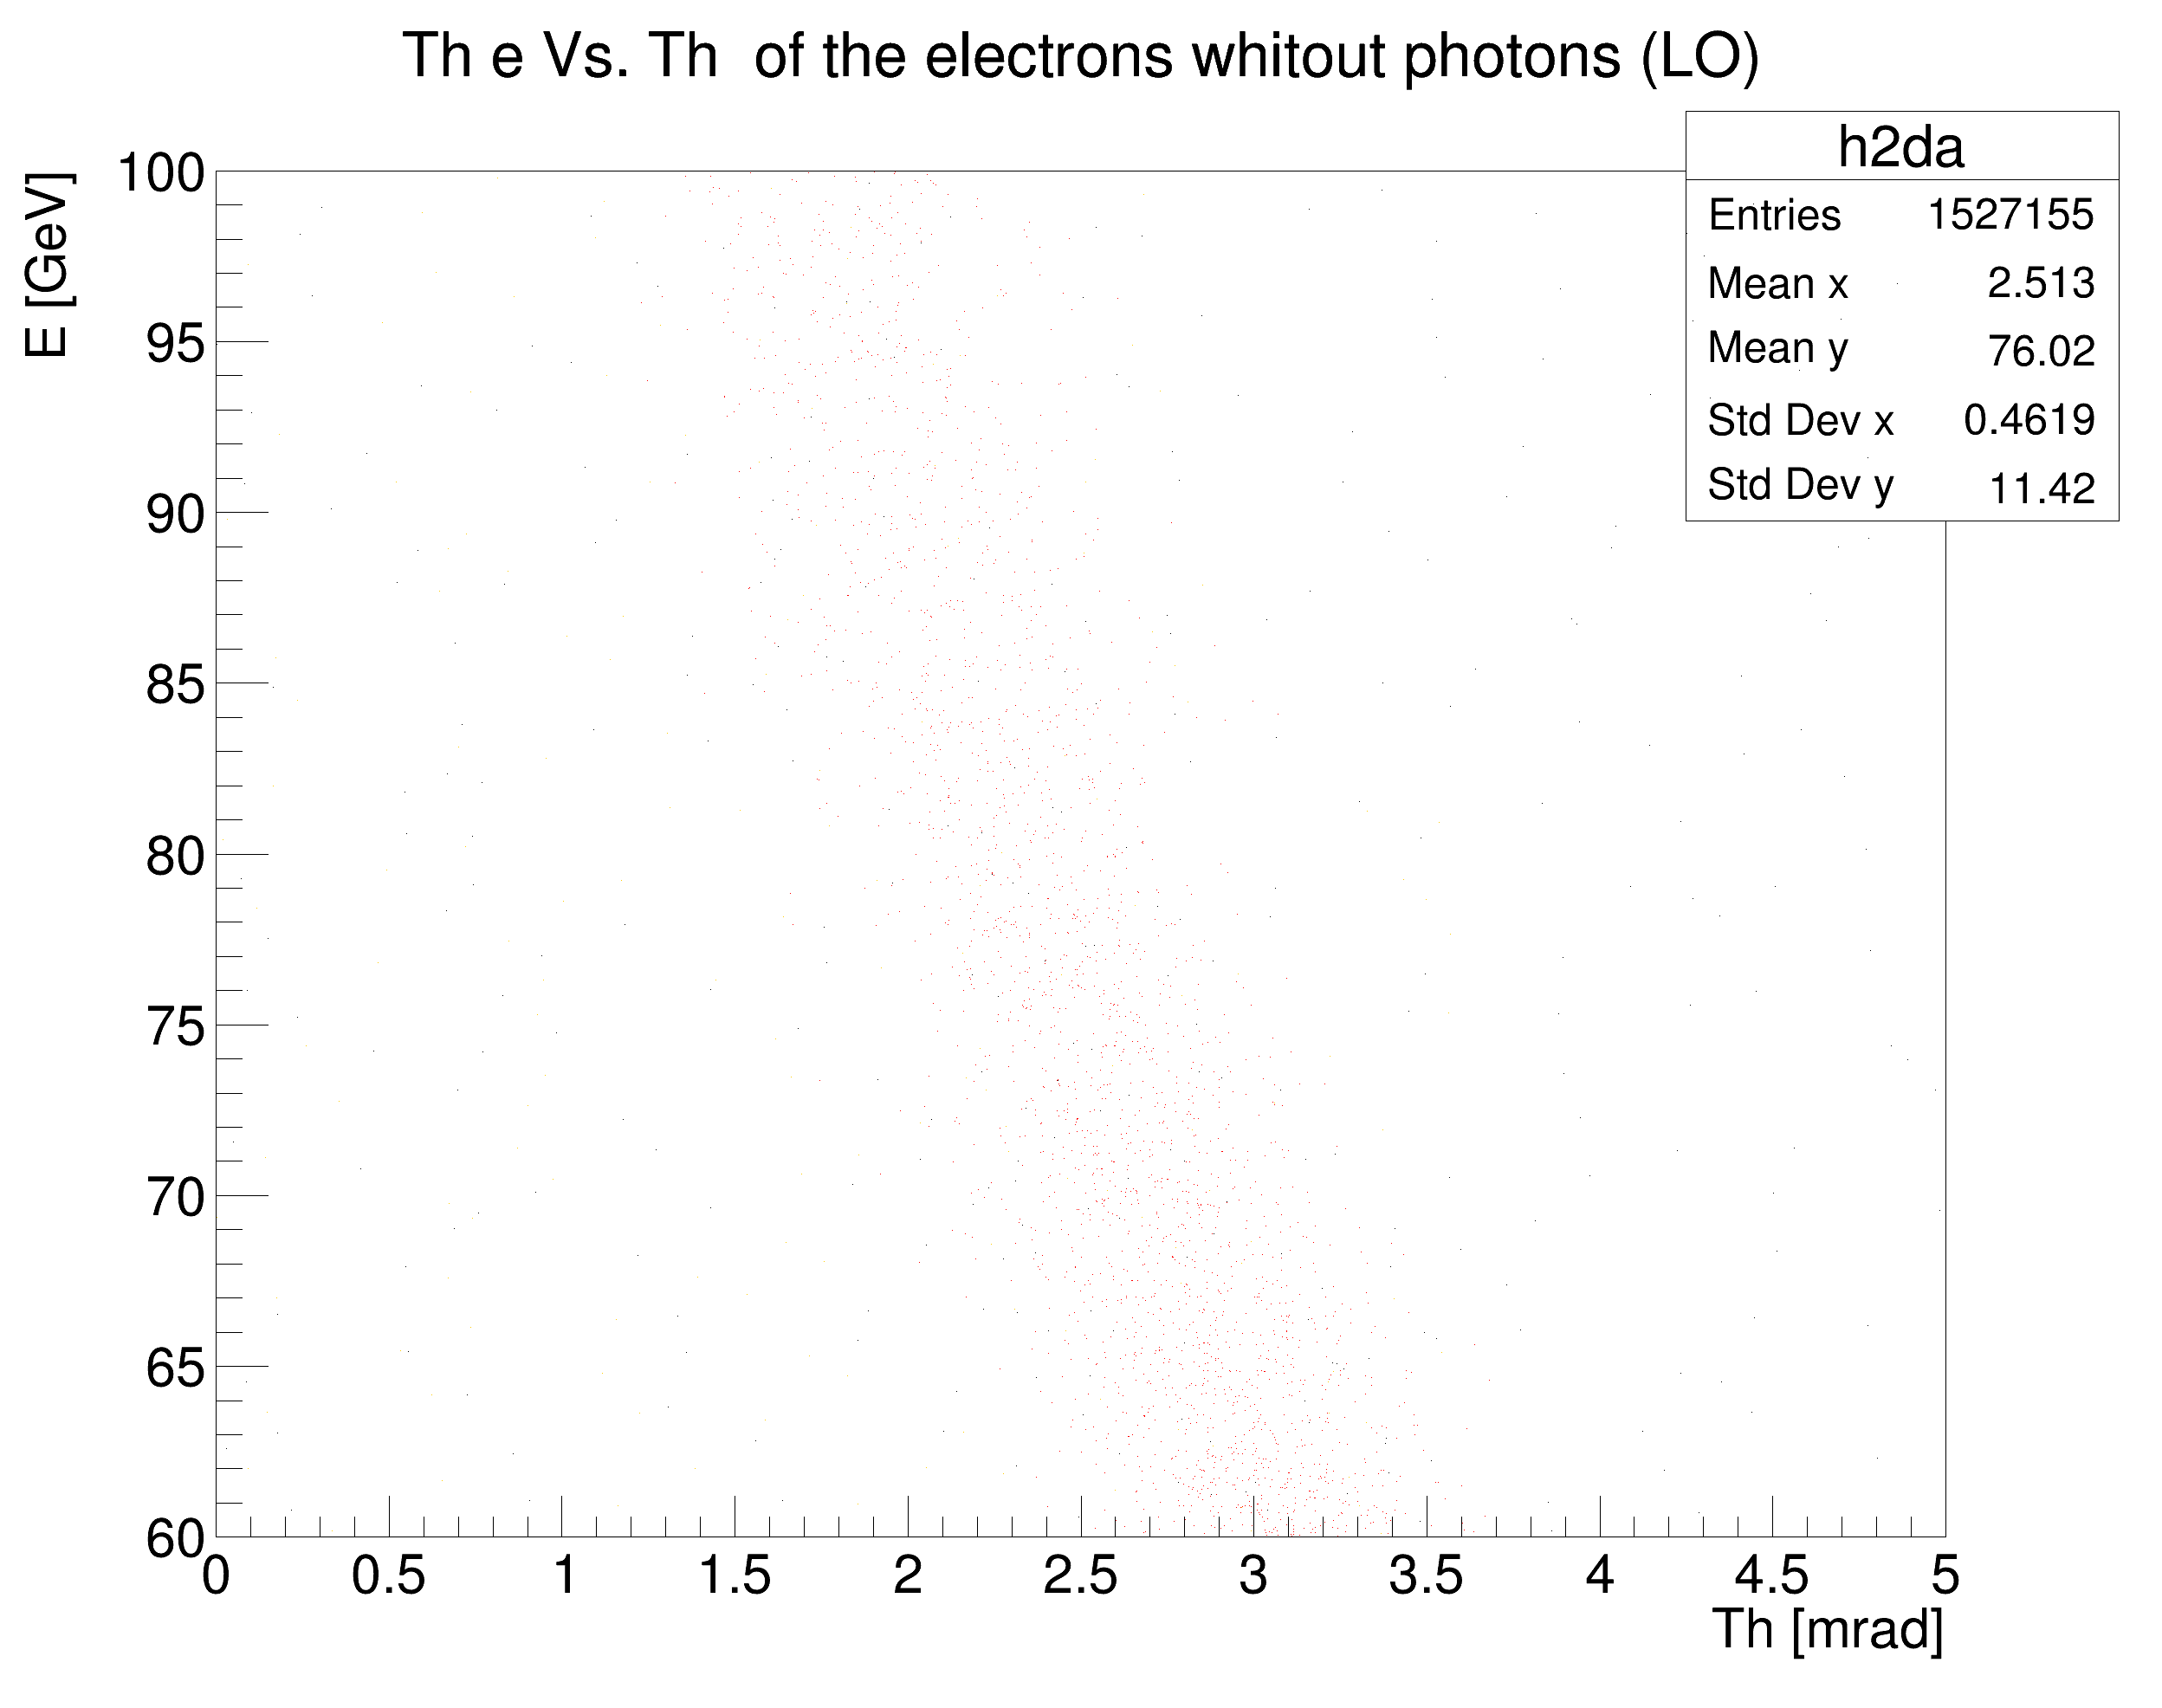 Th e Vs. Th  of the electrons whitout photons (LO)
h2da
Entries 1527155
Mean x 2.513
Mean y 76.02
Std Dev x 0.4619
Std Dev y 11.42
E [GeV]
100
95
90
85
80
75
70
65
60
0 0.5 1 1.5 2 2.5 3 3.5 4 4.5 5
Th [mrad]